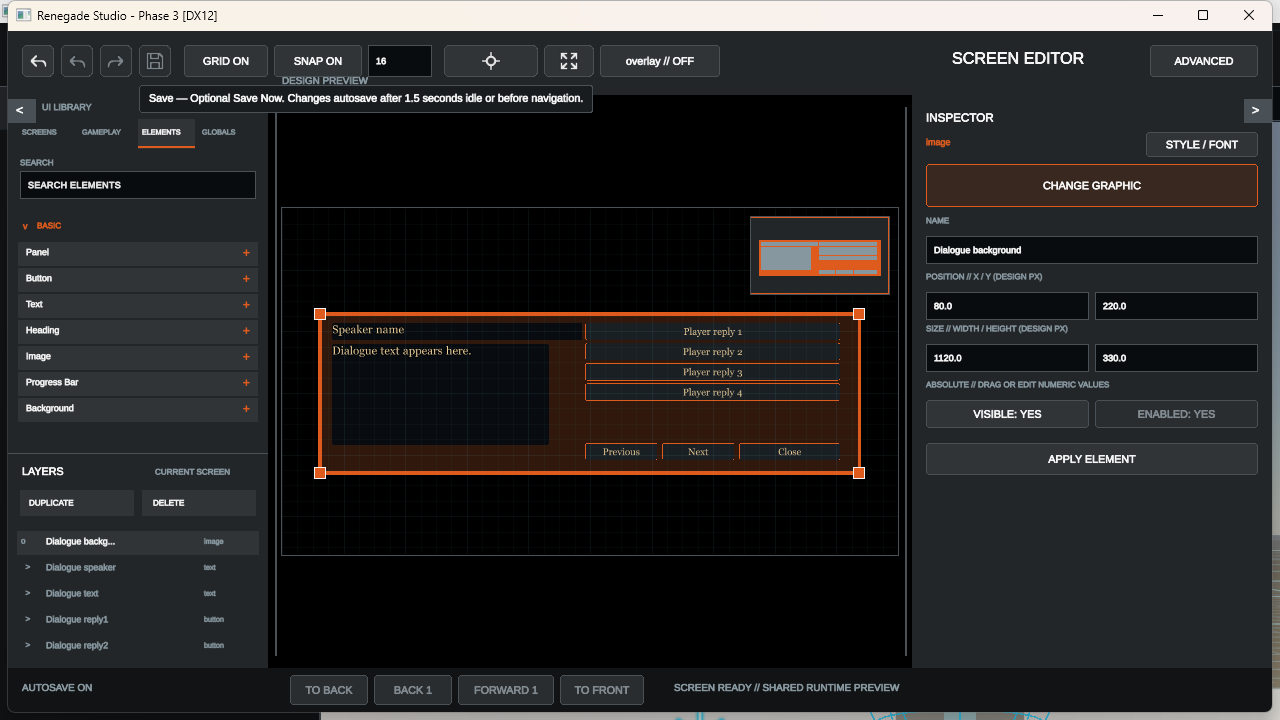 Renegade Studio - Phase 3 [DX12]
GRID ON
SNAP ON
16
overlay // OFF
SCREEN EDITOR
ADVANCED
DESIGN PREVIEW
Save — Optional Save Now. Changes autosave after 1.5 seconds idle or before navigation.
<
UI LIBRARY
SCREENS
GAMEPLAY
ELEMENTS
GLOBALS
SEARCH
SEARCH ELEMENTS
v BASIC
Panel +
Button +
Text +
Heading +
Image +
Progress Bar +
Background +
LAYERS
CURRENT SCREEN
DUPLICATE
DELETE
o Dialogue backg... image
> Dialogue speaker text
> Dialogue text text
> Dialogue reply1 button
> Dialogue reply2 button
Speaker name
Dialogue text appears here.
Player reply 1
Player reply 2
Player reply 3
Player reply 4
Previous
Next
Close
>
INSPECTOR
image
STYLE / FONT
CHANGE GRAPHIC
NAME
Dialogue background
POSITION // X / Y (DESIGN PX)
80.0
220.0
SIZE // WIDTH / HEIGHT (DESIGN PX)
1120.0
330.0
ABSOLUTE // DRAG OR EDIT NUMERIC VALUES
VISIBLE: YES
ENABLED: YES
APPLY ELEMENT
AUTOSAVE ON
TO BACK
BACK 1
FORWARD 1
TO FRONT
SCREEN READY // SHARED RUNTIME PREVIEW